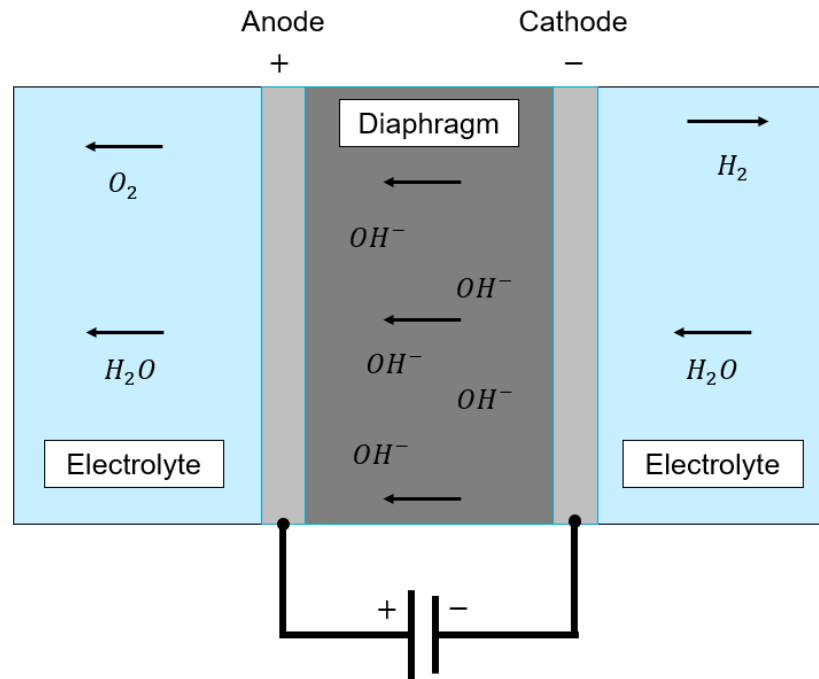 Anode
Cathode
+
−
Diaphragm
O₂
H₂
OH⁻
OH⁻
H₂O
OH⁻
H₂O
OH⁻
OH⁻
Electrolyte
Electrolyte
+
−